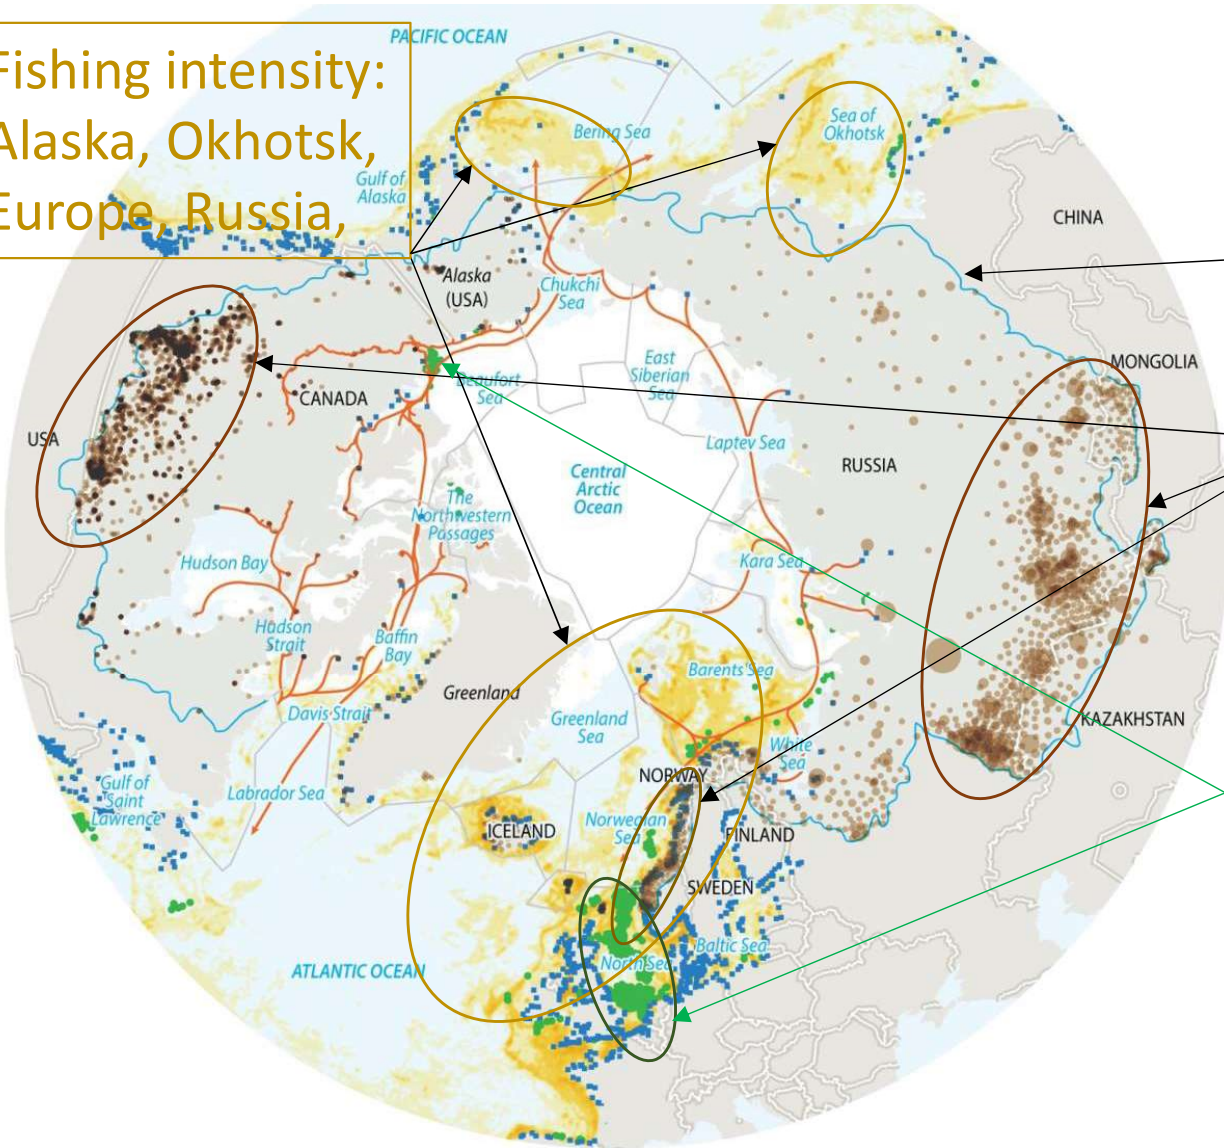 Fishing intensity:
Alaska, Okhotsk,
Europe, Russia,
PACIFIC OCEAN
Bering Sea
Sea of
Okhotsk
Gulf of
Alaska
CHINA
Alaska
(USA)
Chukchi
Sea
MONGOLIA
East
Siberian
Sea
Beaufort
Sea
CANADA
USA
Laptev Sea
RUSSIA
Central
Arctic
Ocean
The
Northwestern
Passages
Hudson Bay
Kara Sea
Hudson
Strait
Baffin
Bay
Barents Sea
Greenland
Davis Strait
Greenland
Sea
KAZAKHSTAN
White
Sea
NORWAY
Gulf of
Saint
Lawrence
Labrador Sea
ICELAND
Norwegian
Sea
FINLAND
SWEDEN
Baltic Sea
North Sea
ATLANTIC OCEAN